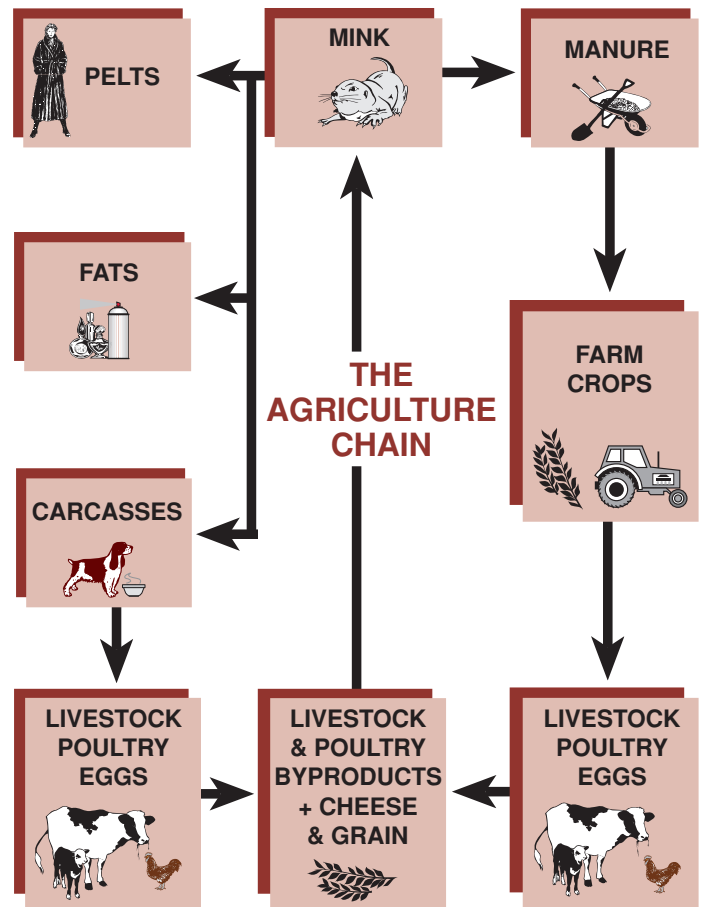 PELTS
MINK
MANURE
FATS
THE
AGRICULTURE
CHAIN
FARM
CROPS
CARCASSES
LIVESTOCK
POULTRY
EGGS
LIVESTOCK
& POULTRY
BYPRODUCTS
+ CHEESE
& GRAIN
LIVESTOCK
POULTRY
EGGS